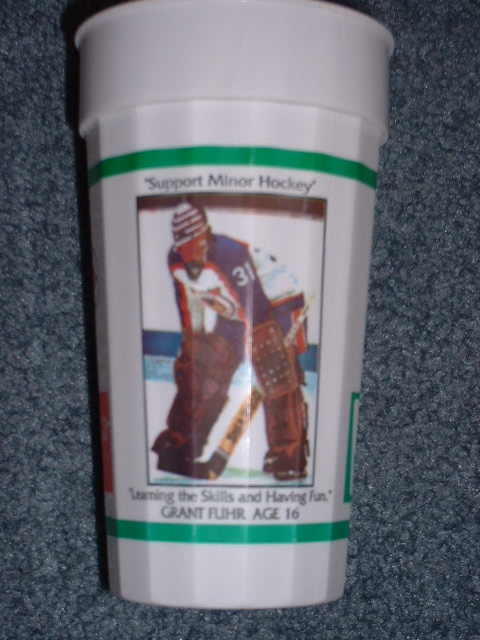 "Support Minor Hockey"
31
"Learning the Skills and Having Fun."
GRANT FUHR AGE 16